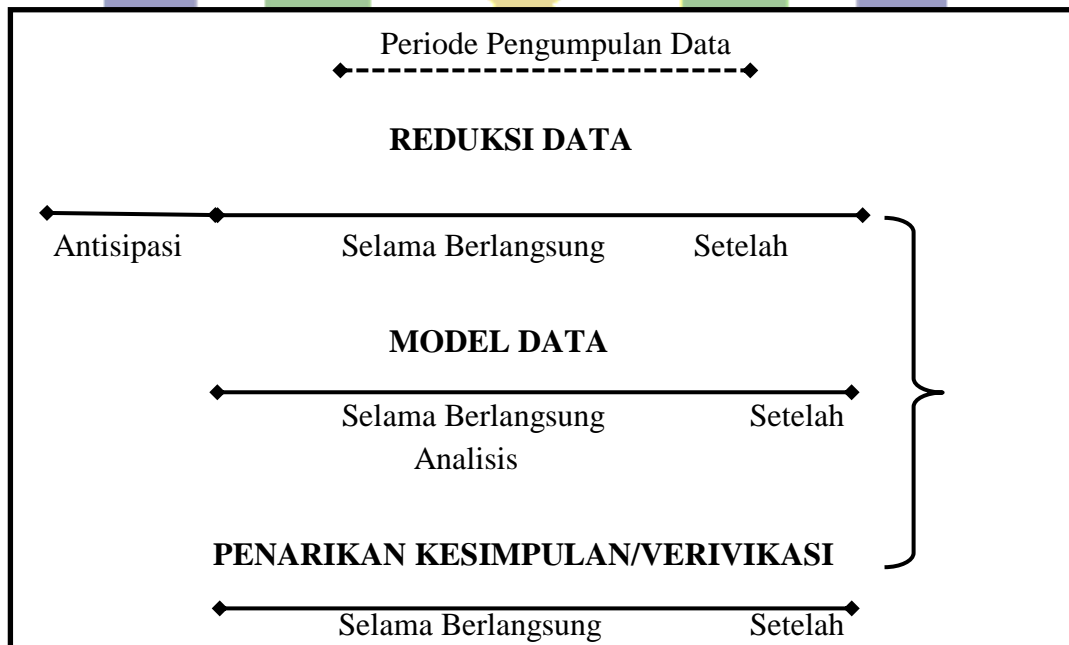 Periode Pengumpulan Data
REDUKSI DATA
Antisipasi Selama Berlangsung Setelah
MODEL DATA
Selama Berlangsung Setelah
Analisis
PENARIKAN KESIMPULAN/VERIVIKASI
Selama Berlangsung Setelah